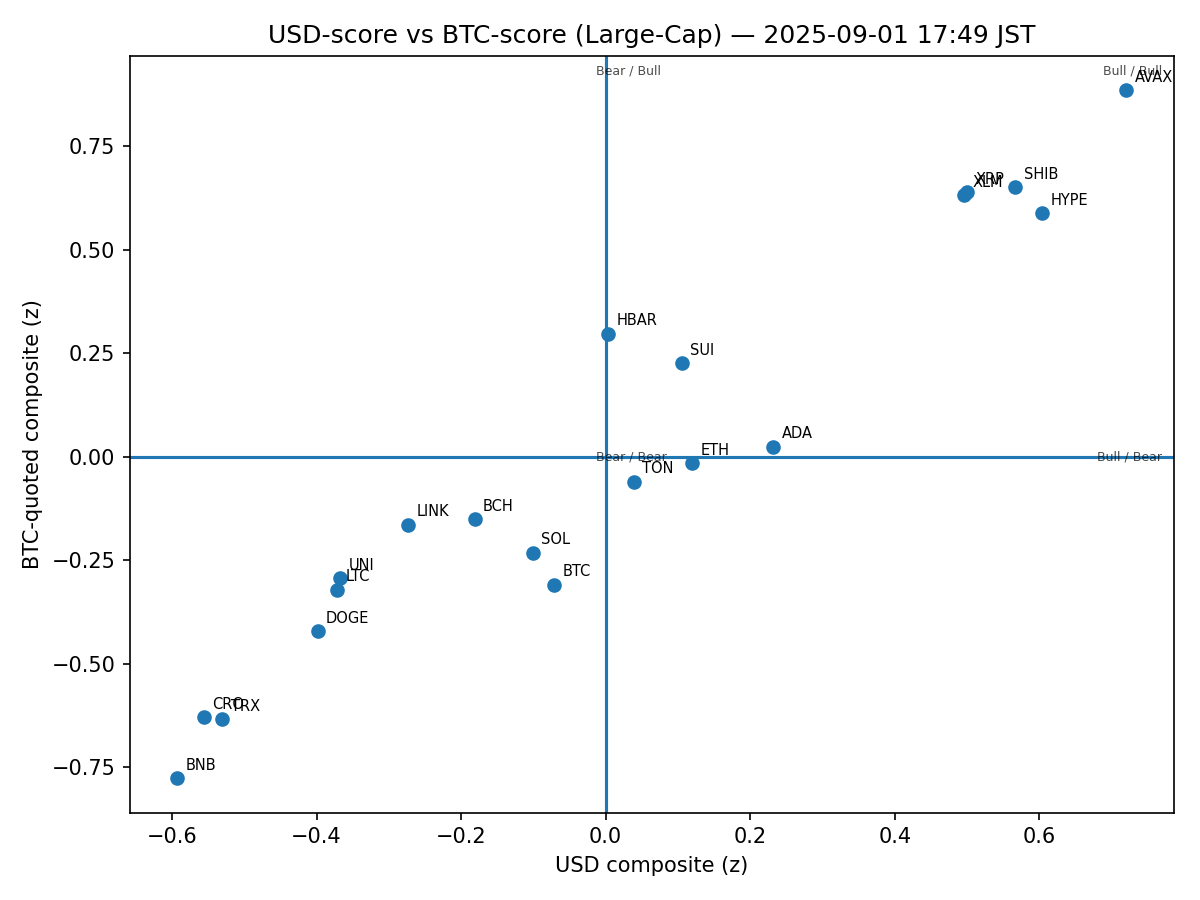 USD-score vs BTC-score (Large-Cap) — 2025-09-01 17:49 JST
Bear / Bull
Bull / Bull
AVAX
0.75
XRP
XLM
SHIB
HYPE
0.50
HBAR
0.25
SUI
ADA
ETH
0.00
Bear / Bear
Bull / Bear
TON
BCH
LINK
SOL
−0.25
BTC
UNI
LTC
DOGE
−0.50
CRO
TRX
−0.75
BNB
BTC-quoted composite (z)
−0.6
−0.4
−0.2
0.0
0.2
0.4
0.6
USD composite (z)